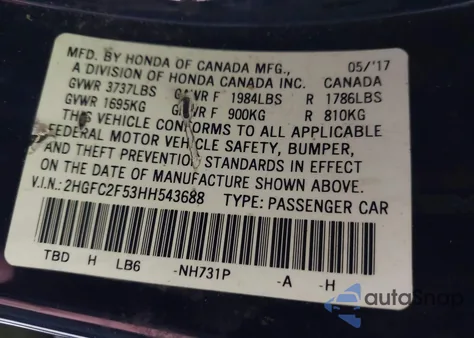 MFD. BY HONDA OF CANADA MFG., 05/'17
A DIVISION OF HONDA CANADA INC. CANADA
GVWR 3737LBS GAWR F 1984LBS R 1786LBS
GVWR 1695KG GAWR F 900KG R 810KG
THIS VEHICLE CONFORMS TO ALL APPLICABLE
FEDERAL MOTOR VEHICLE SAFETY, BUMPER,
AND THEFT PREVENTION STANDARDS IN EFFECT
ON THE DATE OF MANUFACTURE SHOWN ABOVE.
V.I.N.: 2HGFC2F53HH543688 TYPE: PASSENGER CAR
TBD H LB6 -NH731P -A -H
autoSnap